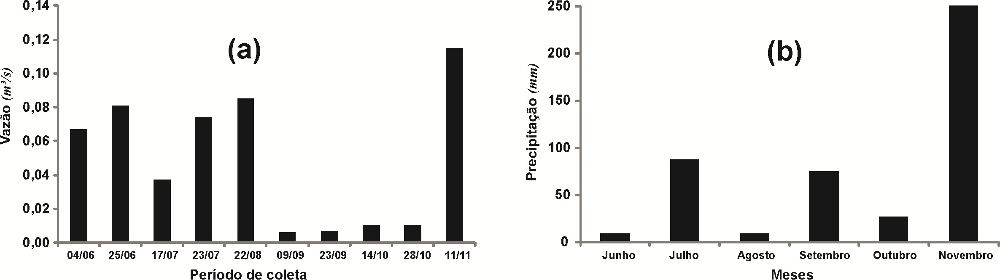 0,14
0,12
0,10
0,08
0,06
0,04
0,02
0,00
Vazão (m³/s)
(a)
04/06 25/06 17/07 23/07 22/08 09/09 23/09 14/10 28/10 11/11
Período de coleta
250
200
150
100
50
0
Precipitação (mm)
(b)
Junho Julho Agosto Setembro Outubro Novembro
Meses